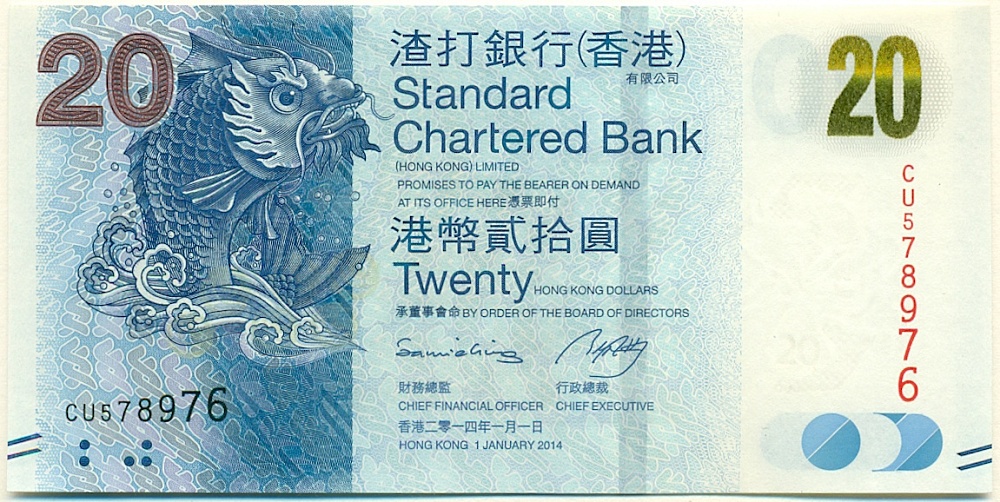 20
渣打銀行(香港)
有限公司
20
Standard
Chartered Bank
(HONG KONG) LIMITED
PROMISES TO PAY THE BEARER ON DEMAND
AT ITS OFFICE HERE憑票即付
港幣貳拾圓
Twenty HONG KONG DOLLARS
承董事會命 BY ORDER OF THE BOARD OF DIRECTORS
財務總監 行政總裁
CHIEF FINANCIAL OFFICER CHIEF EXECUTIVE
香港二零一四年一月一日
HONG KONG 1 JANUARY 2014
CU578976
CU578976